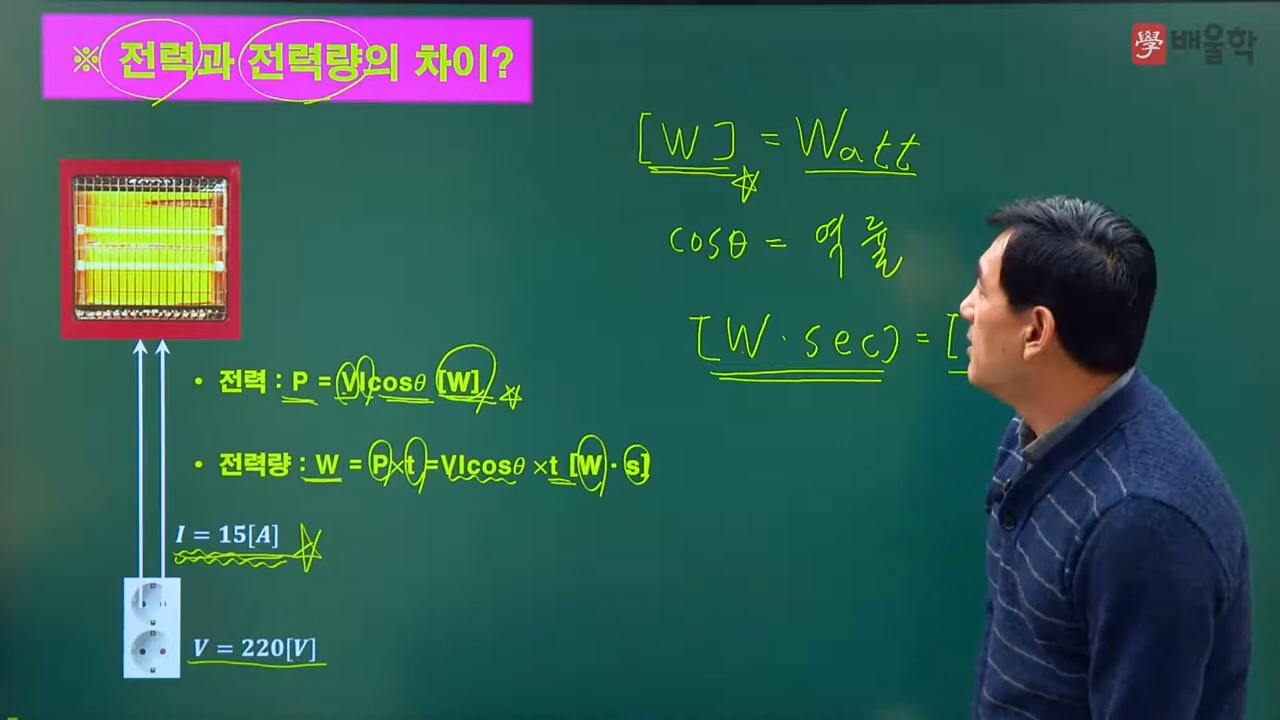 ※ 전력과 전력량의 차이?
學 배울학
[W] = Watt
cosθ = 역률
[W·sec] = [
• 전력 : P = VIcosθ [W]
• 전력량 : W = P×t=VIcosθ ×t [W·s]
I = 15[A]
V = 220[V]